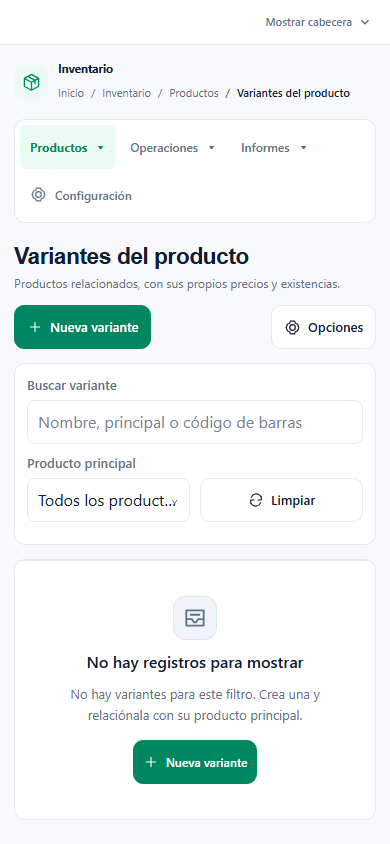 Mostrar cabecera
Inventario
Inicio / Inventario / Productos / Variantes del producto
Productos Operaciones Informes
Configuración
Variantes del producto
Productos relacionados, con sus propios precios y existencias.
Nueva variante Opciones
Buscar variante
Nombre, principal o código de barras
Producto principal
Todos los product... Limpiar
No hay registros para mostrar
No hay variantes para este filtro. Crea una y
relaciónala con su producto principal.
Nueva variante